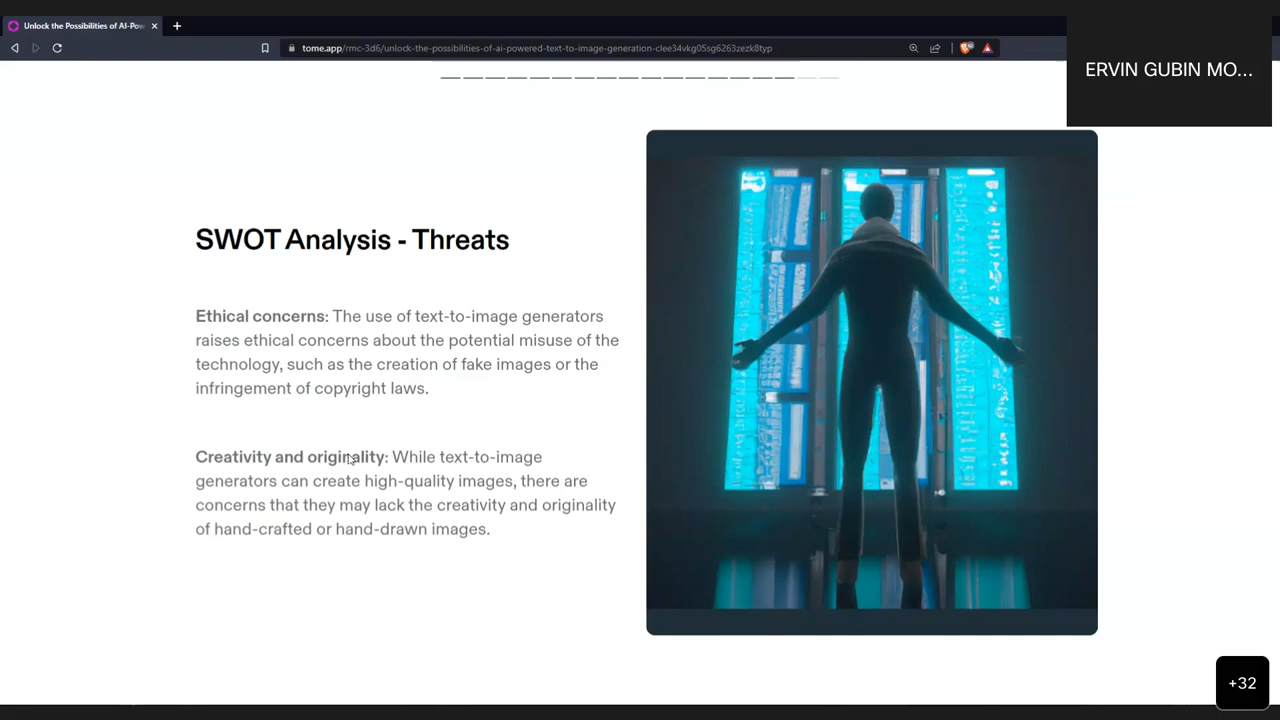 Unlock the Possibilities of AI-Pow
tome.app/rmc-3d6/unlock-the-possibilities-of-ai-powered-text-to-image-generation-clee34vkg05sg6263zezk8typ
ERVIN GUBIN MO...
SWOT Analysis - Threats
Ethical concerns: The use of text-to-image generators
raises ethical concerns about the potential misuse of the
technology, such as the creation of fake images or the
infringement of copyright laws.
Creativity and originality: While text-to-image
generators can create high-quality images, there are
concerns that they may lack the creativity and originality
of hand-crafted or hand-drawn images.
+32